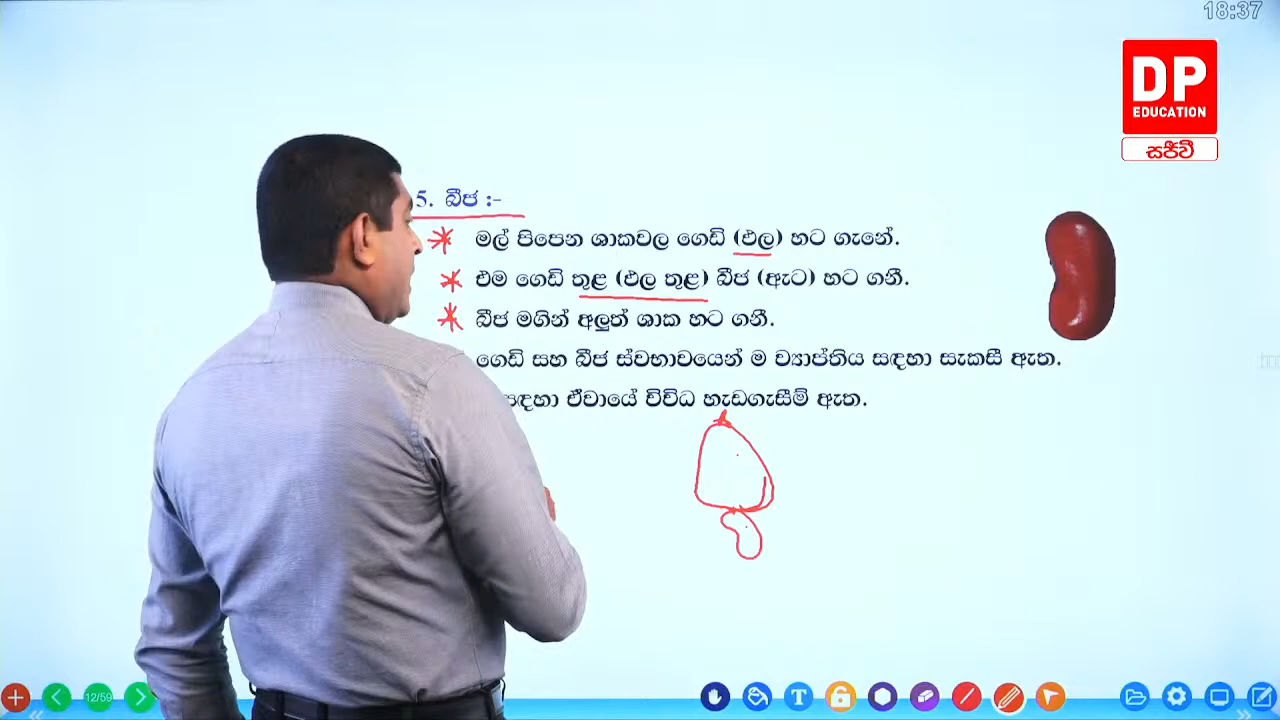 18:37
DP
EDUCATION
සජීවී
5. බීජ :-
මල් පිපෙන ශාකවල ගෙඩි (ඵල) හට ගැනේ.
එම ගෙඩි තුළ (ඵල තුළ) බීජ (ඇට) හට ගනී.
බීජ මගින් අලුත් ශාක හට ගනී.
ගෙඩි සහ බීජ ස්වභාවයෙන් ම ව්‍යාප්තිය සඳහා සැකසී ඇත.
ඒවායේ විවිධ හැඩගැසීම් ඇත.
12/59